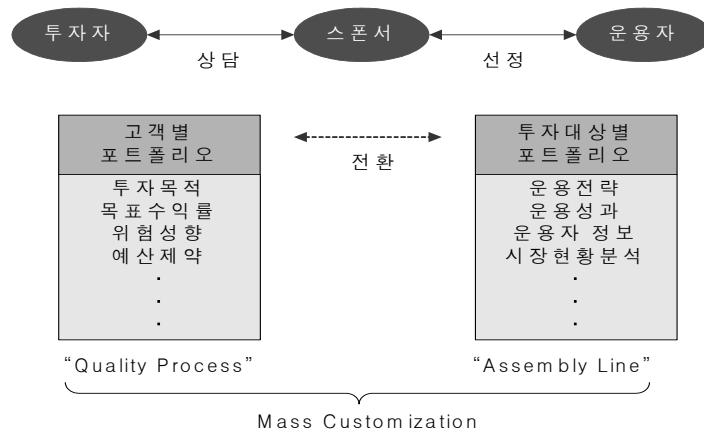 투자자
스폰서
운용자
상담
선정
고객별
포트폴리오
투자목적
목표수익률
위험성향
예산제약
.
.
.
전환
투자대상별
포트폴리오
운용전략
운용성과
운용자 정보
시장현황분석
.
.
.
“Quality Process”
“Assembly Line”
Mass Customization